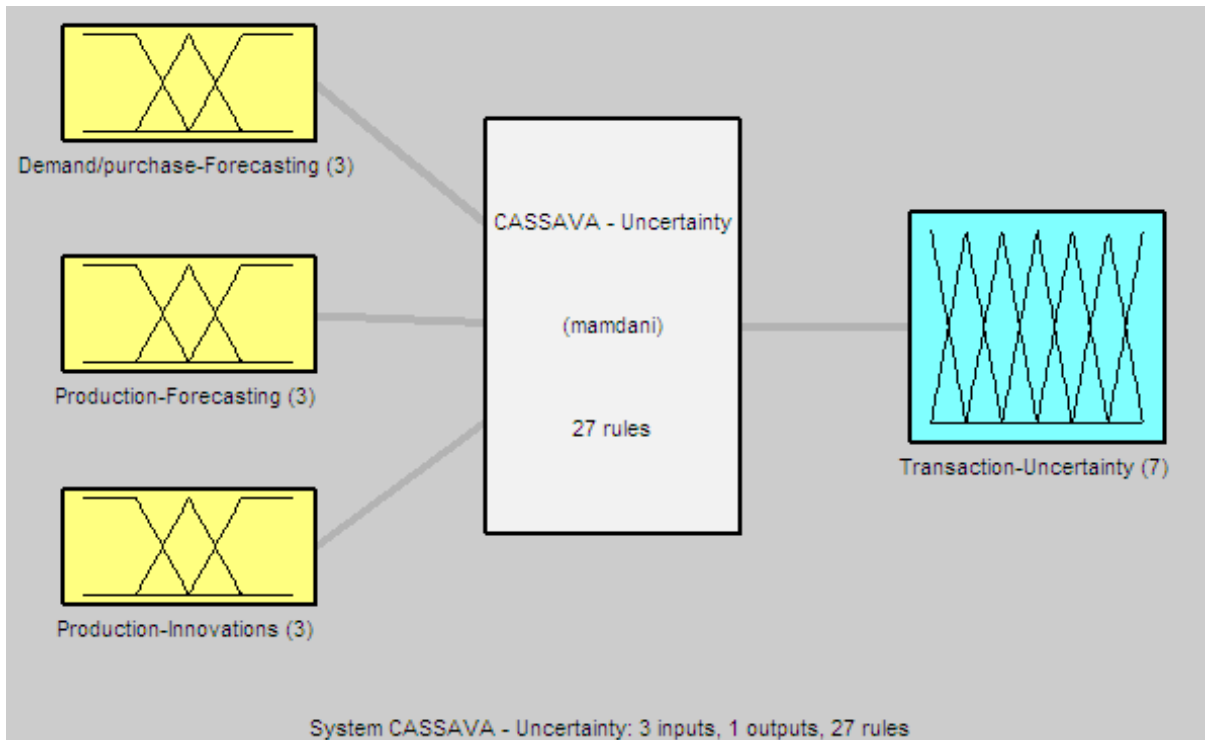 Demand/purchase-Forecasting (3)
Production-Forecasting (3)
Production-Innovations (3)
CASSAVA - Uncertainty
(mamdani)
27 rules
Transaction-Uncertainty (7)
System CASSAVA - Uncertainty: 3 inputs, 1 outputs, 27 rules